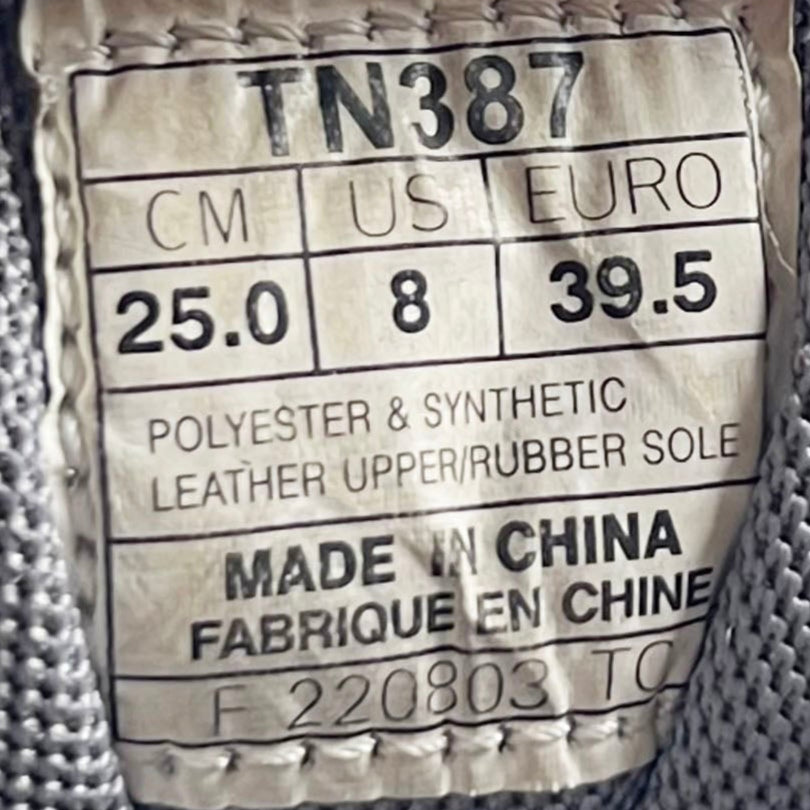 TN387
CM US EURO
25.0 8 39.5
POLYESTER & SYNTHETIC
LEATHER UPPER/RUBBER SOLE
MADE IN CHINA
FABRIQUE EN CHINE
F 220803 TC